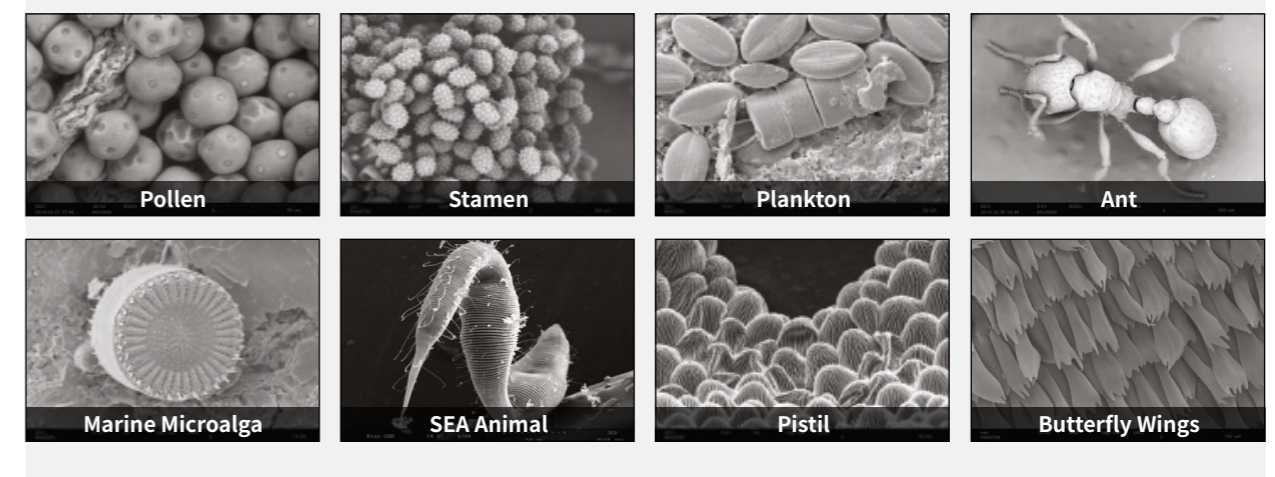 Pollen
Stamen
Plankton
Ant
Marine Microalga
SEA Animal
Pistil
Butterfly Wings